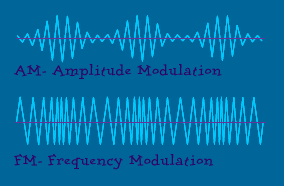 AM- Amplitude Modulation
FM- Frequency Modulation